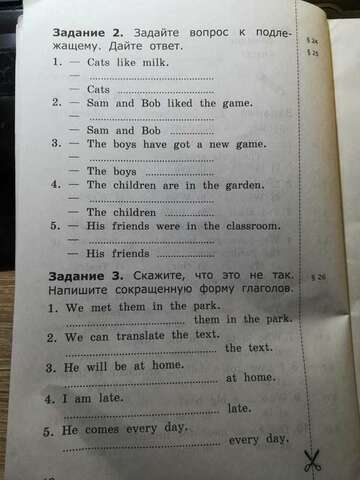 Задание 2. Задайте вопрос к подле-
жащему. Дайте ответ.
§ 24
§ 25
1. — Cats like milk.
— ..............................
— Cats ........................
2. — Sam and Bob liked the game.
— ..............................
— Sam and Bob ..............
3. — The boys have got a new game.
— ..............................
— The boys ..................
4. — The children are in the garden.
— ..............................
— The children ..............
5. — His friends were in the classroom.
— ..............................
— His friends ................
Задание 3. Скажите, что это не так.
§ 26
Напишите сокращенную форму глаголов.
1. We met them in the park.
.............................. them in the park.
2. We can translate the text.
.............................. the text.
3. He will be at home.
.............................. at home.
4. I am late.
.............................. late.
5. He comes every day.
.............................. every day.